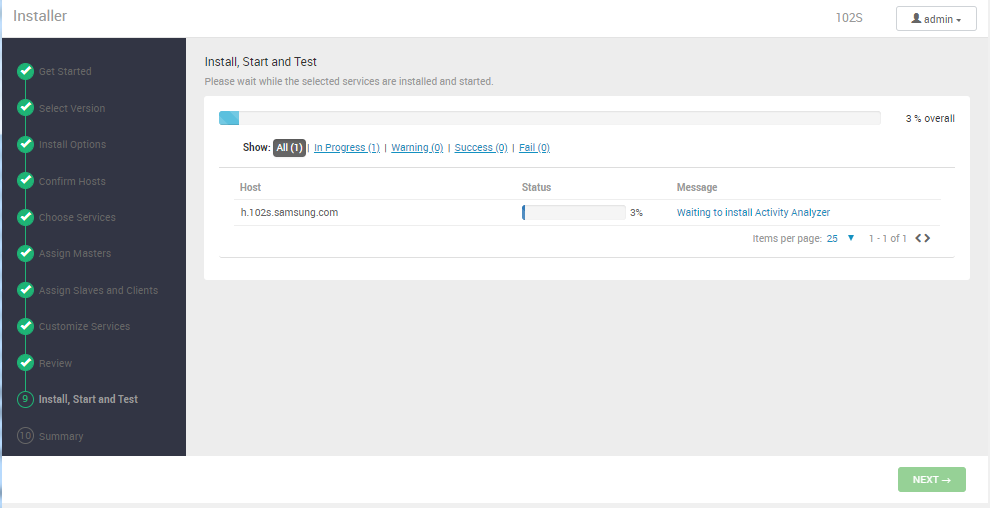 Installer
102S
admin
Get Started
Select Version
Install Options
Confirm Hosts
Choose Services
Assign Masters
Assign Slaves and Clients
Customize Services
Review
9 Install, Start and Test
10 Summary
Install, Start and Test
Please wait while the selected services are installed and started.
3 % overall
Show: All (1) | In Progress (1) | Warning (0) | Success (0) | Fail (0)
Host Status Message
h.102s.samsung.com 3% Waiting to install Activity Analyzer
Items per page: 25 1 - 1 of 1
NEXT →